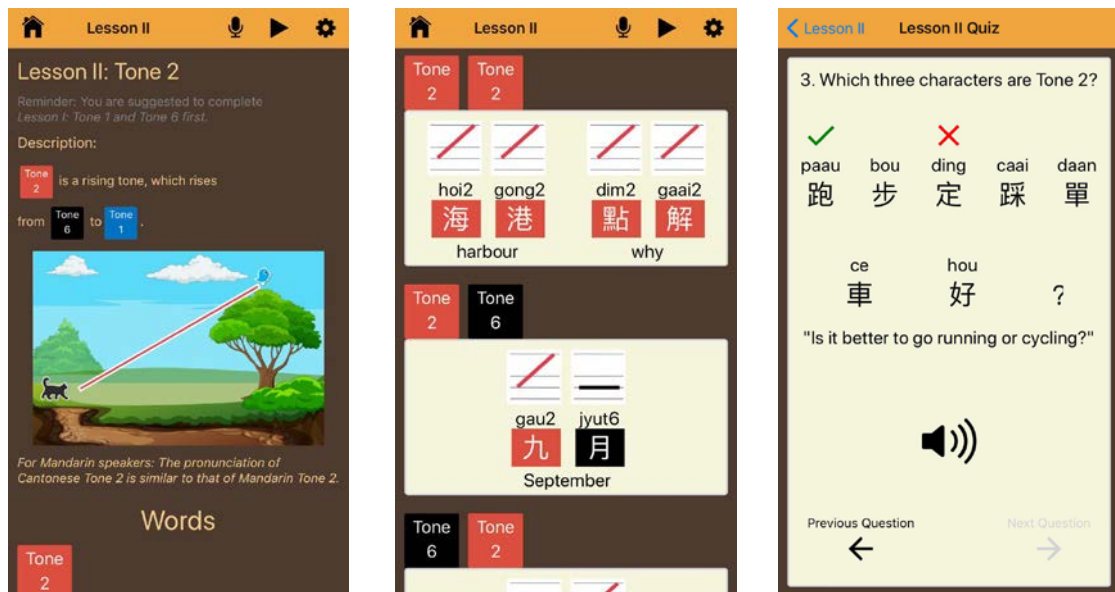 Lesson II
Lesson II: Tone 2
Reminder: You are suggested to complete
Lesson I: Tone 1 and Tone 6 first.
Description:
Tone 2 is a rising tone, which rises
from Tone 6 to Tone 1 .
For Mandarin speakers: The pronunciation of
Cantonese Tone 2 is similar to that of Mandarin Tone 2.
Words
Tone
2
Lesson II
Tone Tone
2 2
hoi2 gong2 dim2 gaai2
海 港 點 解
harbour why
Tone Tone
2 6
gau2 jyut6
九 月
September
Tone Tone
6 2
Lesson II Lesson II Quiz
3. Which three characters are Tone 2?
paau bou ding caai daan
跑 步 定 踩 單
ce hou
車 好 ?
"Is it better to go running or cycling?"
Previous Question Next Question